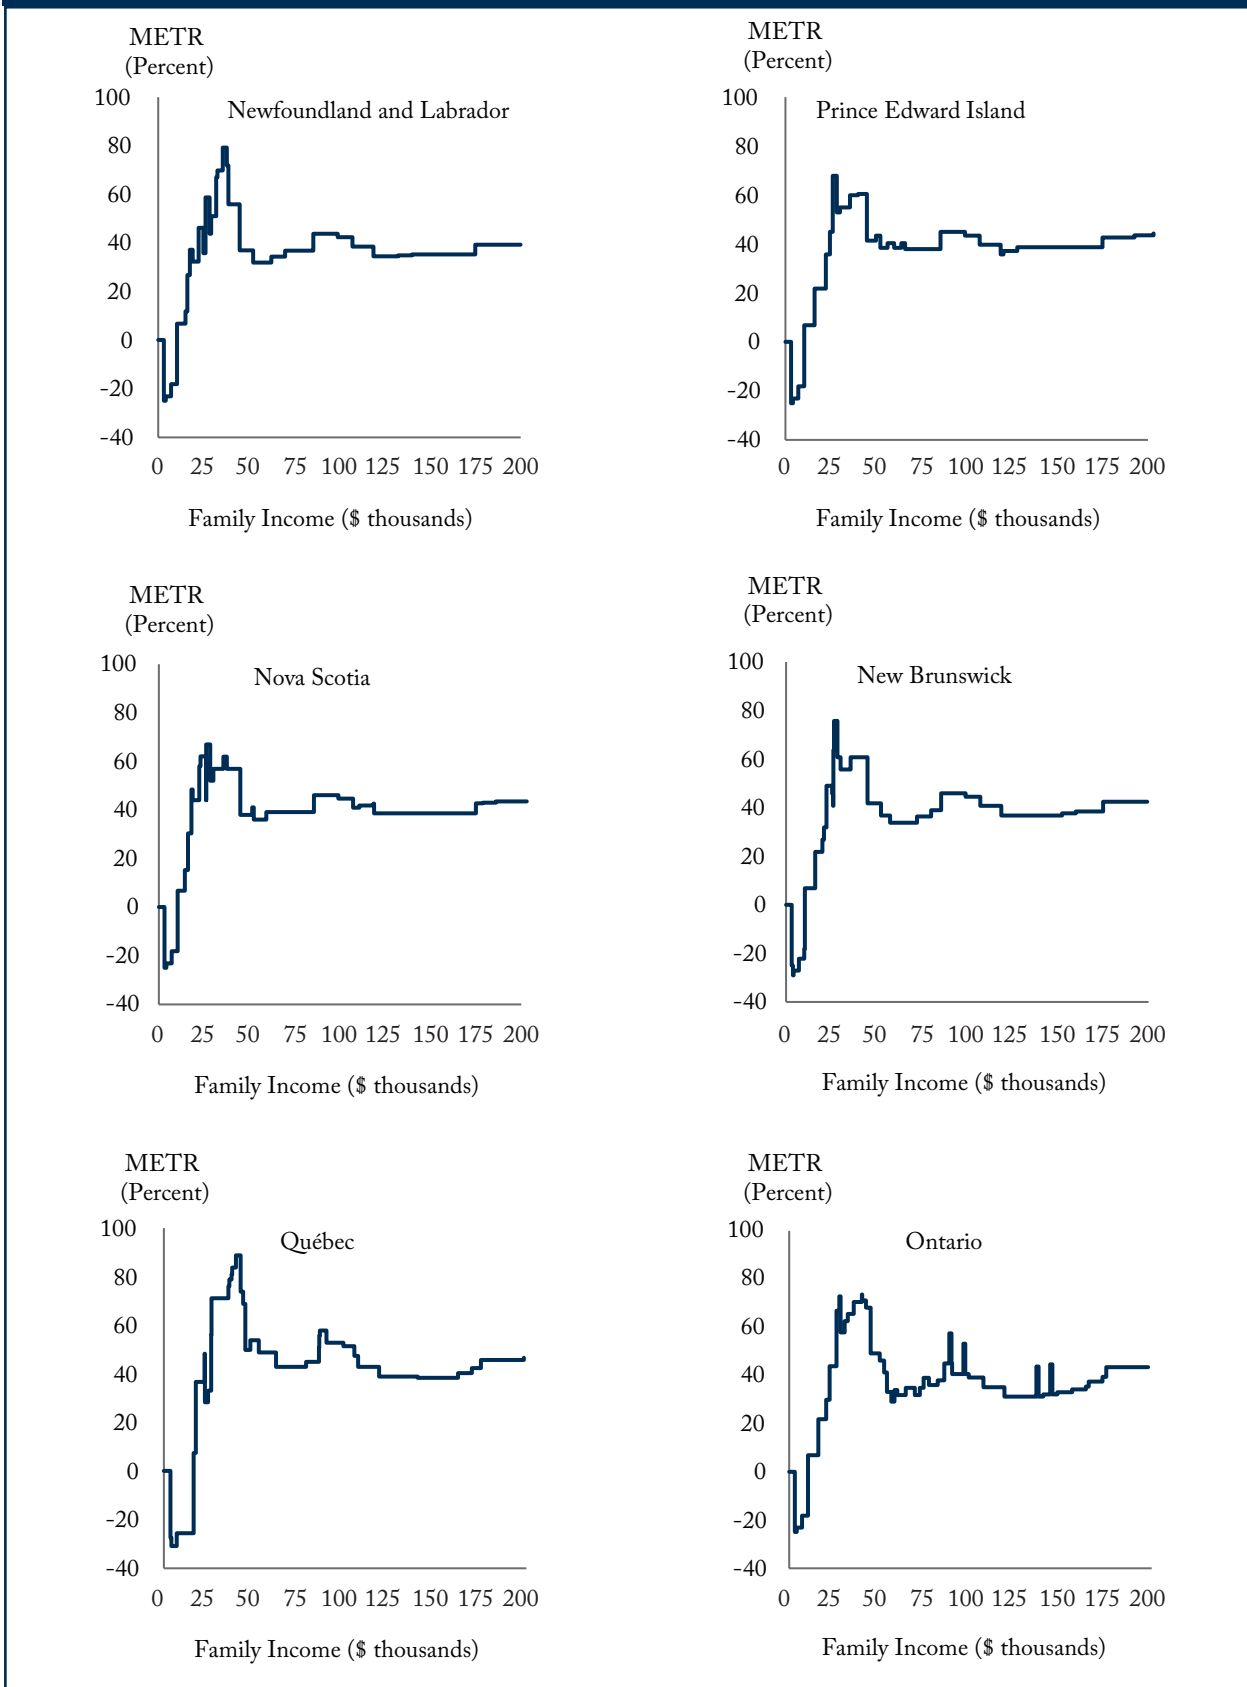 METR
(Percent)
Newfoundland and Labrador
100
80
60
40
20
0
-20
-40
0 25 50 75 100 125 150 175 200
Family Income ($ thousands)
METR
(Percent)
Prince Edward Island
100
80
60
40
20
0
-20
-40
0 25 50 75 100 125 150 175 200
Family Income ($ thousands)
METR
(Percent)
Nova Scotia
100
80
60
40
20
0
-20
-40
0 25 50 75 100 125 150 175 200
Family Income ($ thousands)
METR
(Percent)
New Brunswick
100
80
60
40
20
0
-20
-40
0 25 50 75 100 125 150 175 200
Family Income ($ thousands)
METR
(Percent)
Québec
100
80
60
40
20
0
-20
-40
0 25 50 75 100 125 150 175 200
Family Income ($ thousands)
METR
(Percent)
Ontario
100
80
60
40
20
0
-20
-40
0 25 50 75 100 125 150 175 200
Family Income ($ thousands)